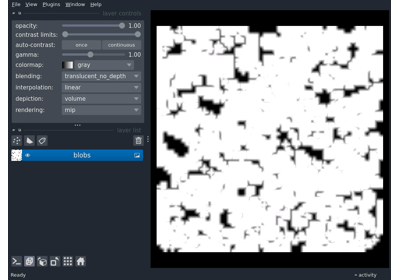 File View Plugins Window Help
layer controls
opacity: 1.00
contrast limits:
auto-contrast: once continuous
gamma: 1.00
colormap: gray
blending: translucent_no_depth
interpolation: linear
depiction: volume
rendering: mip
layer list
blobs
Ready activity